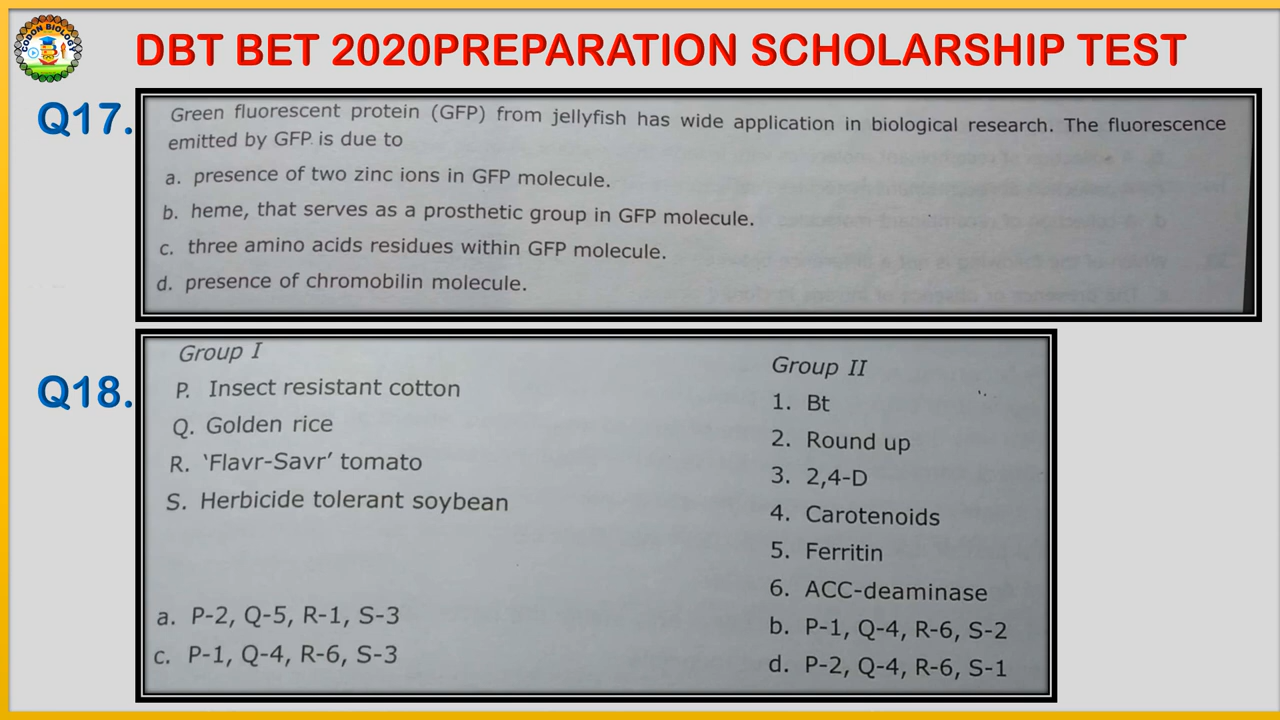 CODON BIOLOGY
DBT BET 2020PREPARATION SCHOLARSHIP TEST
Q17.
Green fluorescent protein (GFP) from jellyfish has wide application in biological research. The fluorescence
emitted by GFP is due to
a. presence of two zinc ions in GFP molecule.
b. heme, that serves as a prosthetic group in GFP molecule.
c. three amino acids residues within GFP molecule.
d. presence of chromobilin molecule.
Q18.
Group I
P. Insect resistant cotton
Q. Golden rice
R. ‘Flavr-Savr’ tomato
S. Herbicide tolerant soybean
Group II
1. Bt
2. Round up
3. 2,4-D
4. Carotenoids
5. Ferritin
6. ACC-deaminase
a. P-2, Q-5, R-1, S-3
b. P-1, Q-4, R-6, S-2
c. P-1, Q-4, R-6, S-3
d. P-2, Q-4, R-6, S-1